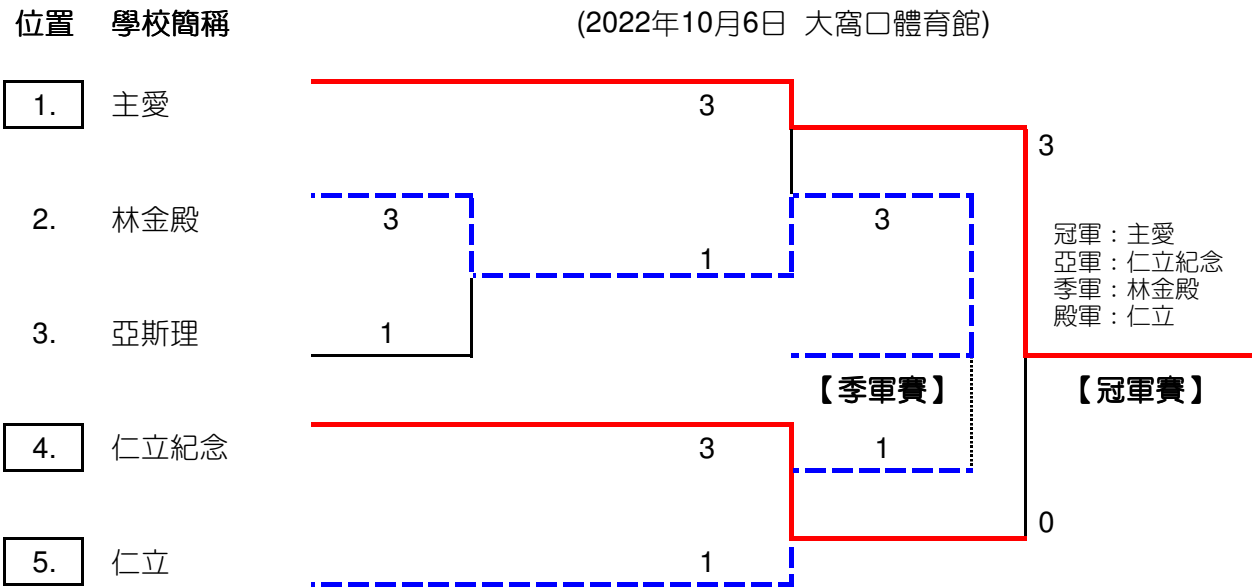 位置 學校簡稱 (2022年10月6日 大窩口體育館)
1. 主愛 3
3
2. 林金殿 3 3
冠軍：主愛
1 亞軍：仁立紀念
季軍：林金殿
殿軍：仁立
3. 亞斯理 1
【季軍賽】 【冠軍賽】
4. 仁立紀念 3 1
0
5. 仁立 1